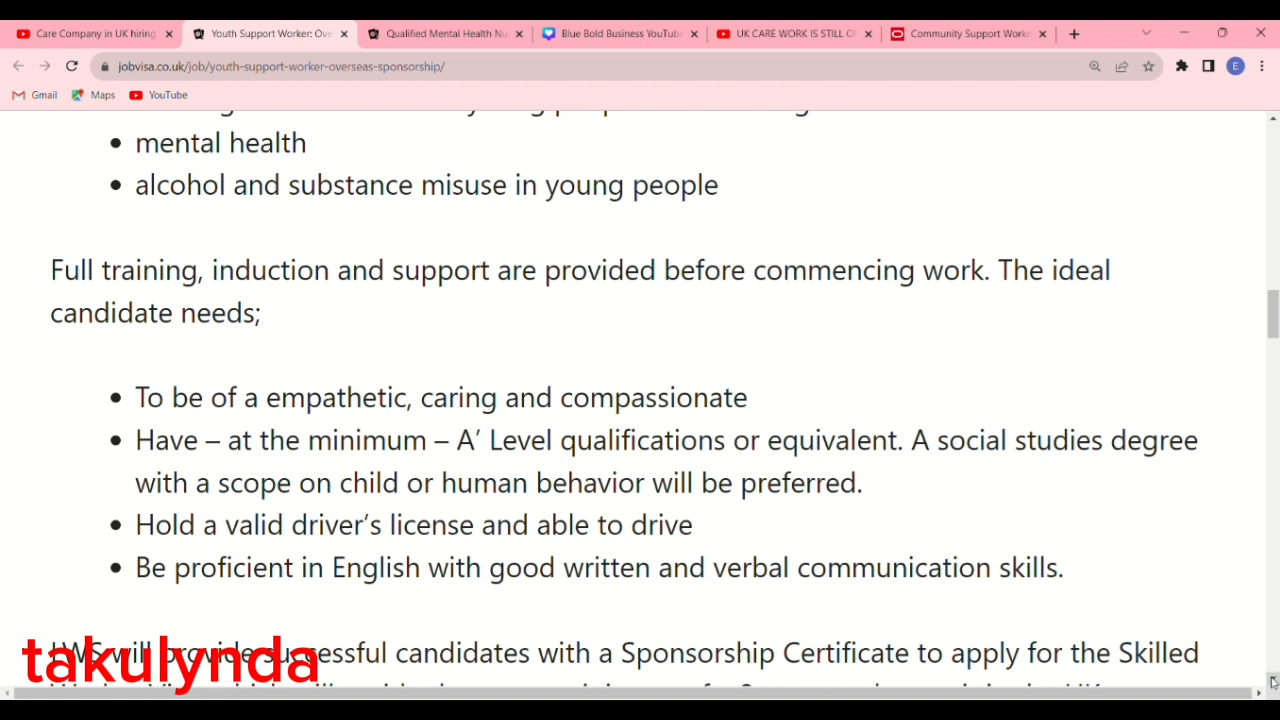 Care Company in UK hiring
Youth Support Worker: Ove
Qualified Mental Health Nu
Blue Bold Business YouTube
UK CARE WORK IS STILL O
Community Support Worke
jobvisa.co.uk/job/youth-support-worker-overseas-sponsorship/
E
Gmail
Maps
YouTube
• mental health
• alcohol and substance misuse in young people
Full training, induction and support are provided before commencing work. The ideal
candidate needs;
• To be of a empathetic, caring and compassionate
• Have – at the minimum – A’ Level qualifications or equivalent. A social studies degree
with a scope on child or human behavior will be preferred.
• Hold a valid driver’s license and able to drive
• Be proficient in English with good written and verbal communication skills.
will provide successful candidates with a Sponsorship Certificate to apply for the Skilled
takulynda